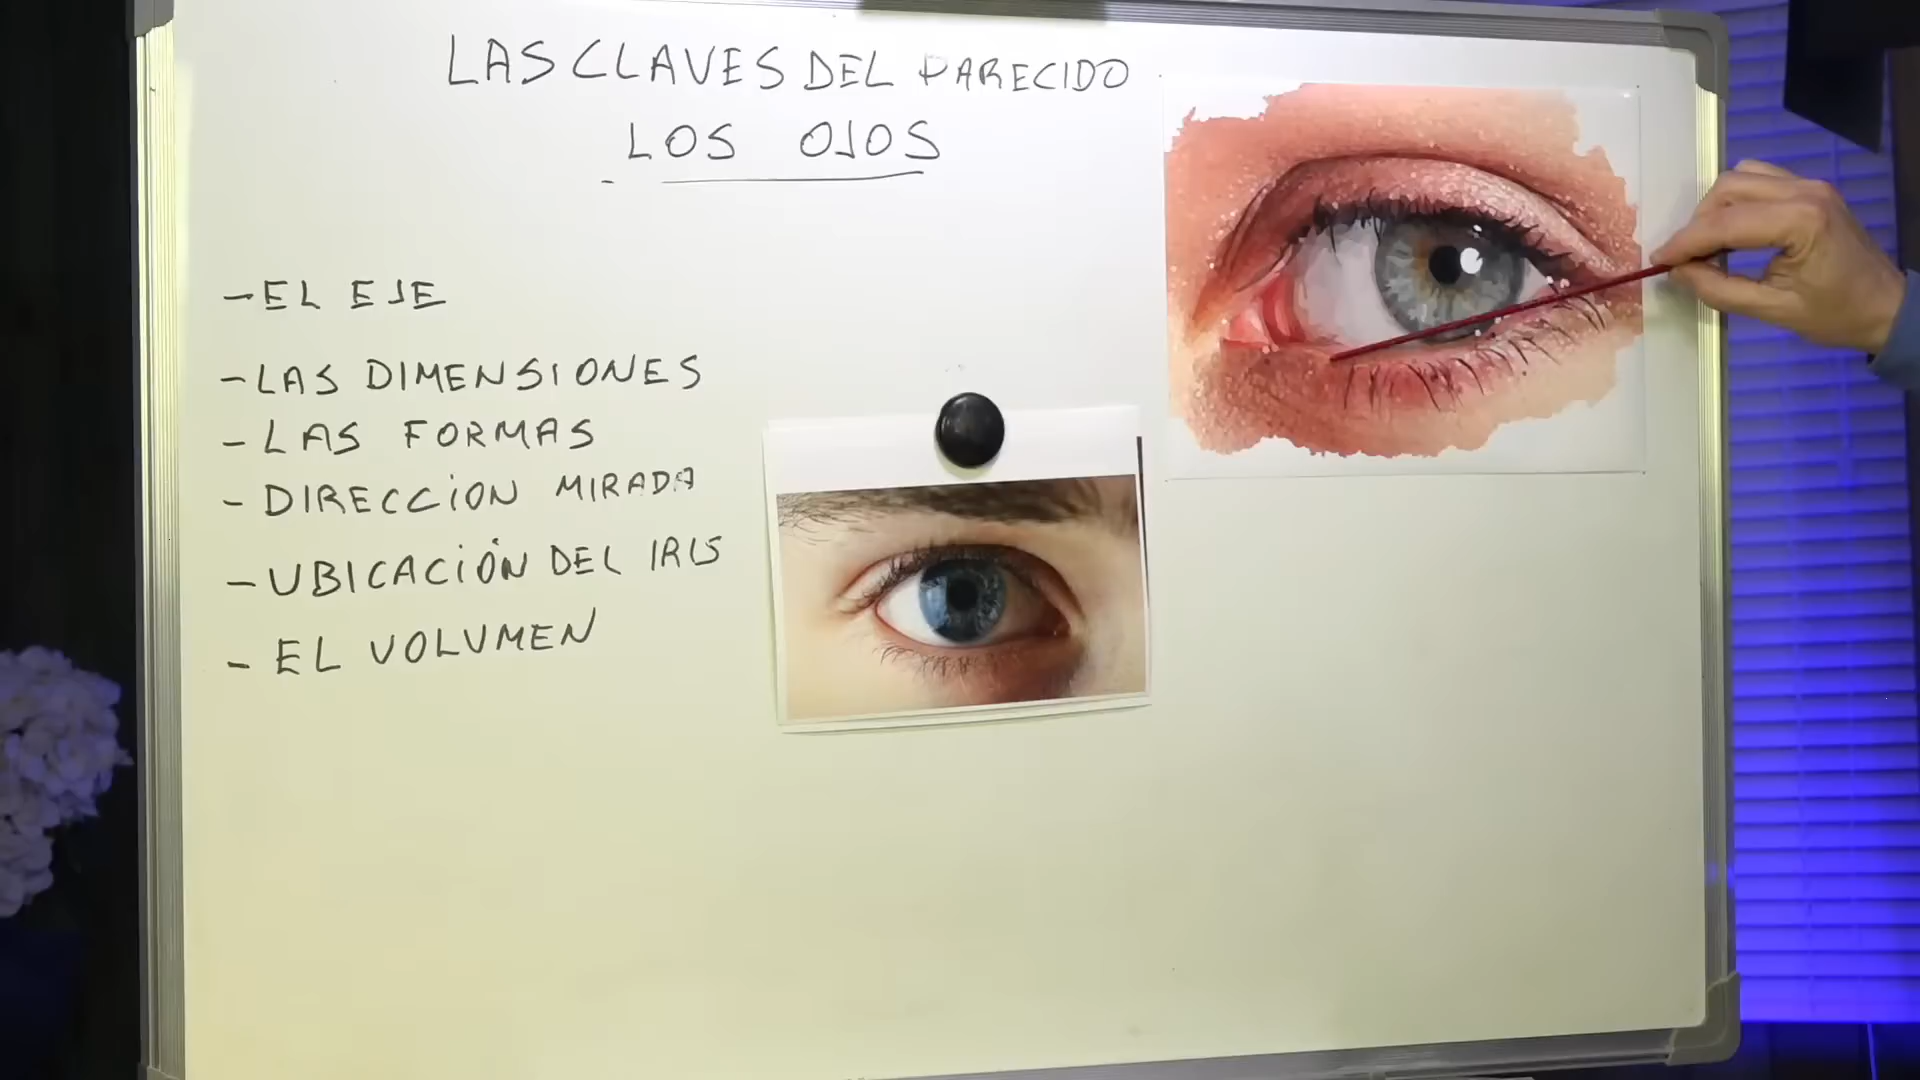 LAS CLAVES DEL PARECIDO
LOS OJOS
- EL EJE
- LAS DIMENSIONES
- LAS FORMAS
- DIRECCION MIRADA
- UBICACIÓN DEL IRIS
- EL VOLUMEN